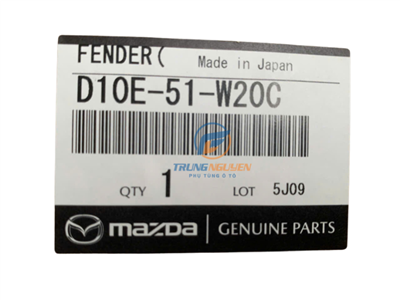 FENDER( Made in Japan
D10E-51-W20C
TRUNG NGUYEN
PHỤ TÙNG Ô TÔ
QTY 1 LOT 5J09
mazda GENUINE PARTS